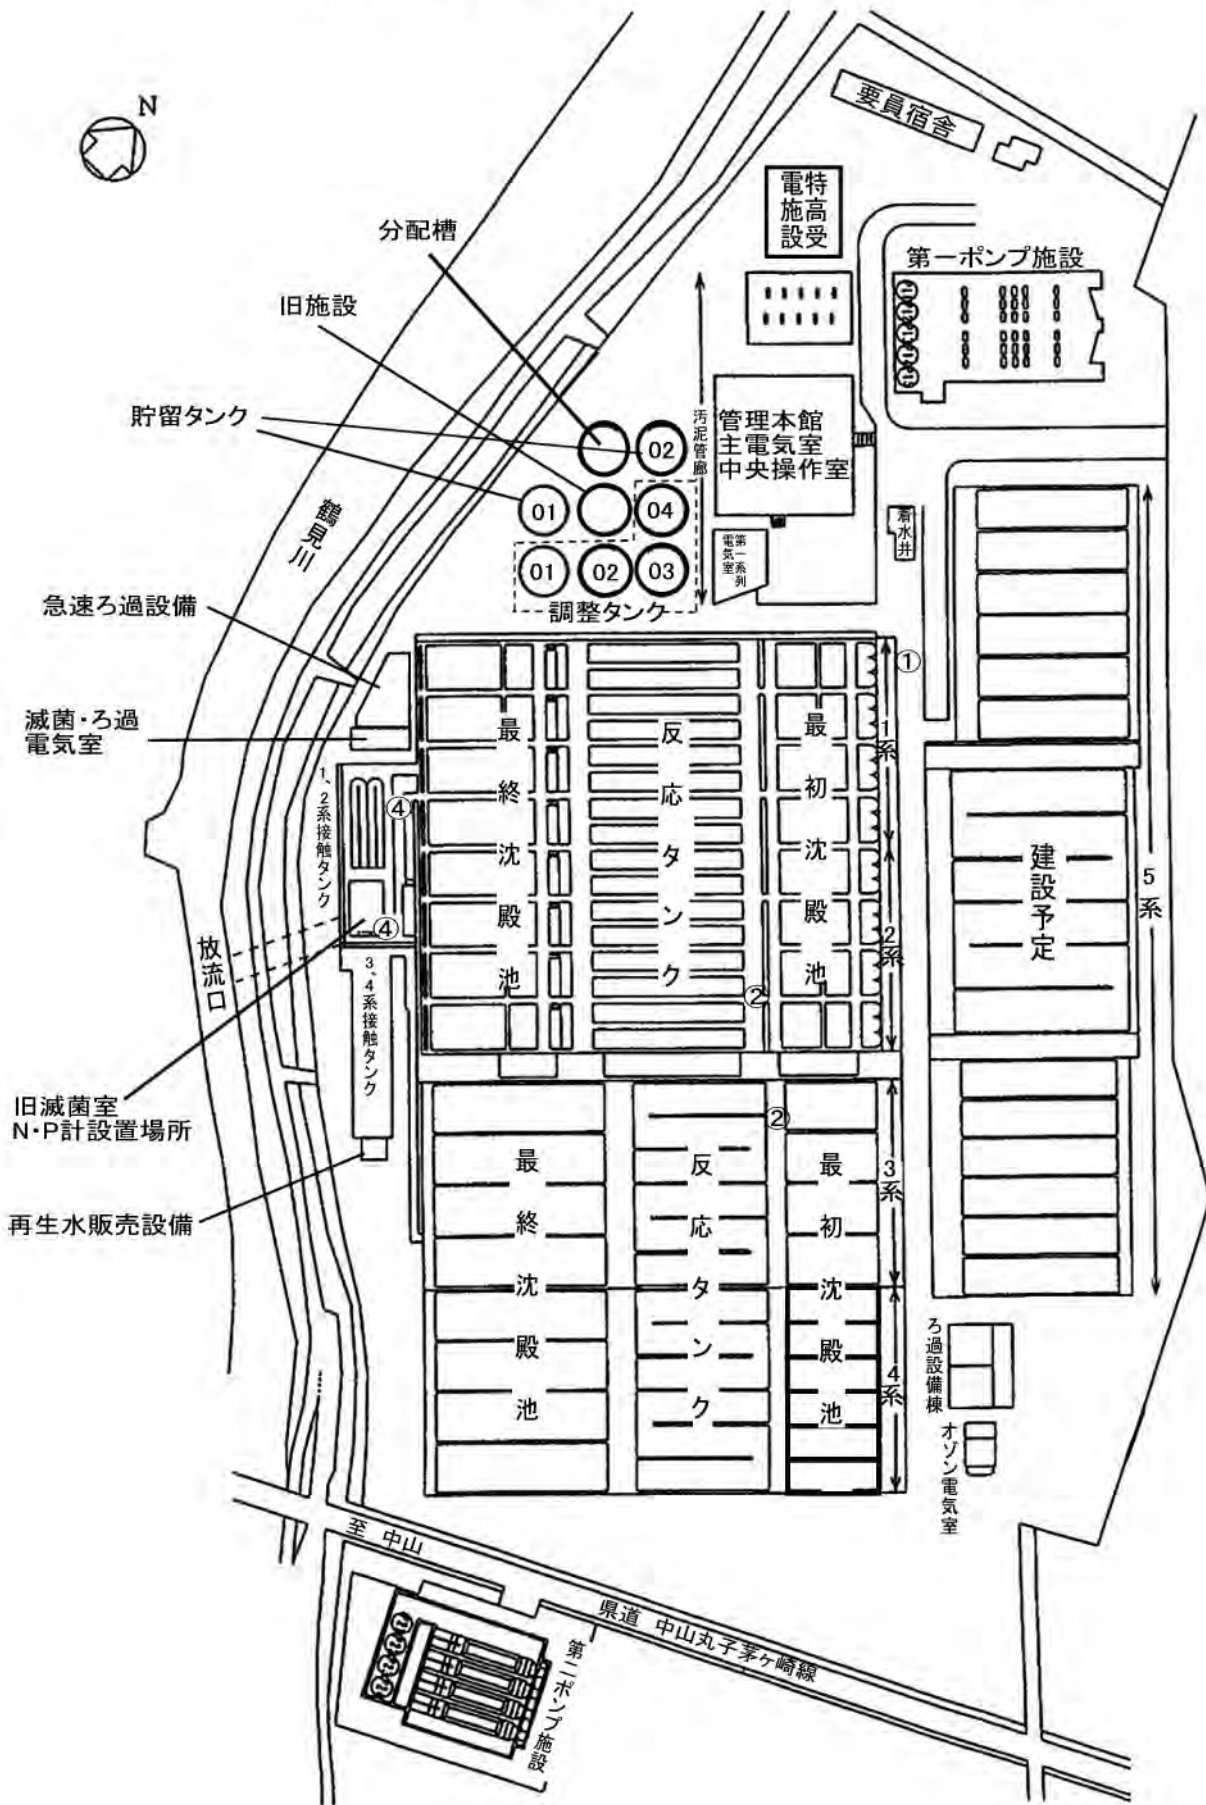 N
要員宿舎
特高受
電施設
分配槽
第一ポンプ施設
旧施設
貯留タンク
汚泥管廊
管理本館
主電気室
中央操作室
02
01
04
01
02
03
調整タンク
第一系列
電気室
着水井
鶴見川
急速ろ過設備
滅菌・ろ過
電気室
1、2系接触タンク
④
④
最終沈殿池
反応タンク
最初沈殿池
①
1系
2系
②
建設予定
5系
放流口
3、4系接触タンク
旧滅菌室
N・P計設置場所
再生水販売設備
②
最終沈殿池
反応タンク
最初沈殿池
3系
4系
ろ過設備棟
オゾン電気室
至 中山
県道 中山丸子茅ヶ崎線
第二ポンプ施設